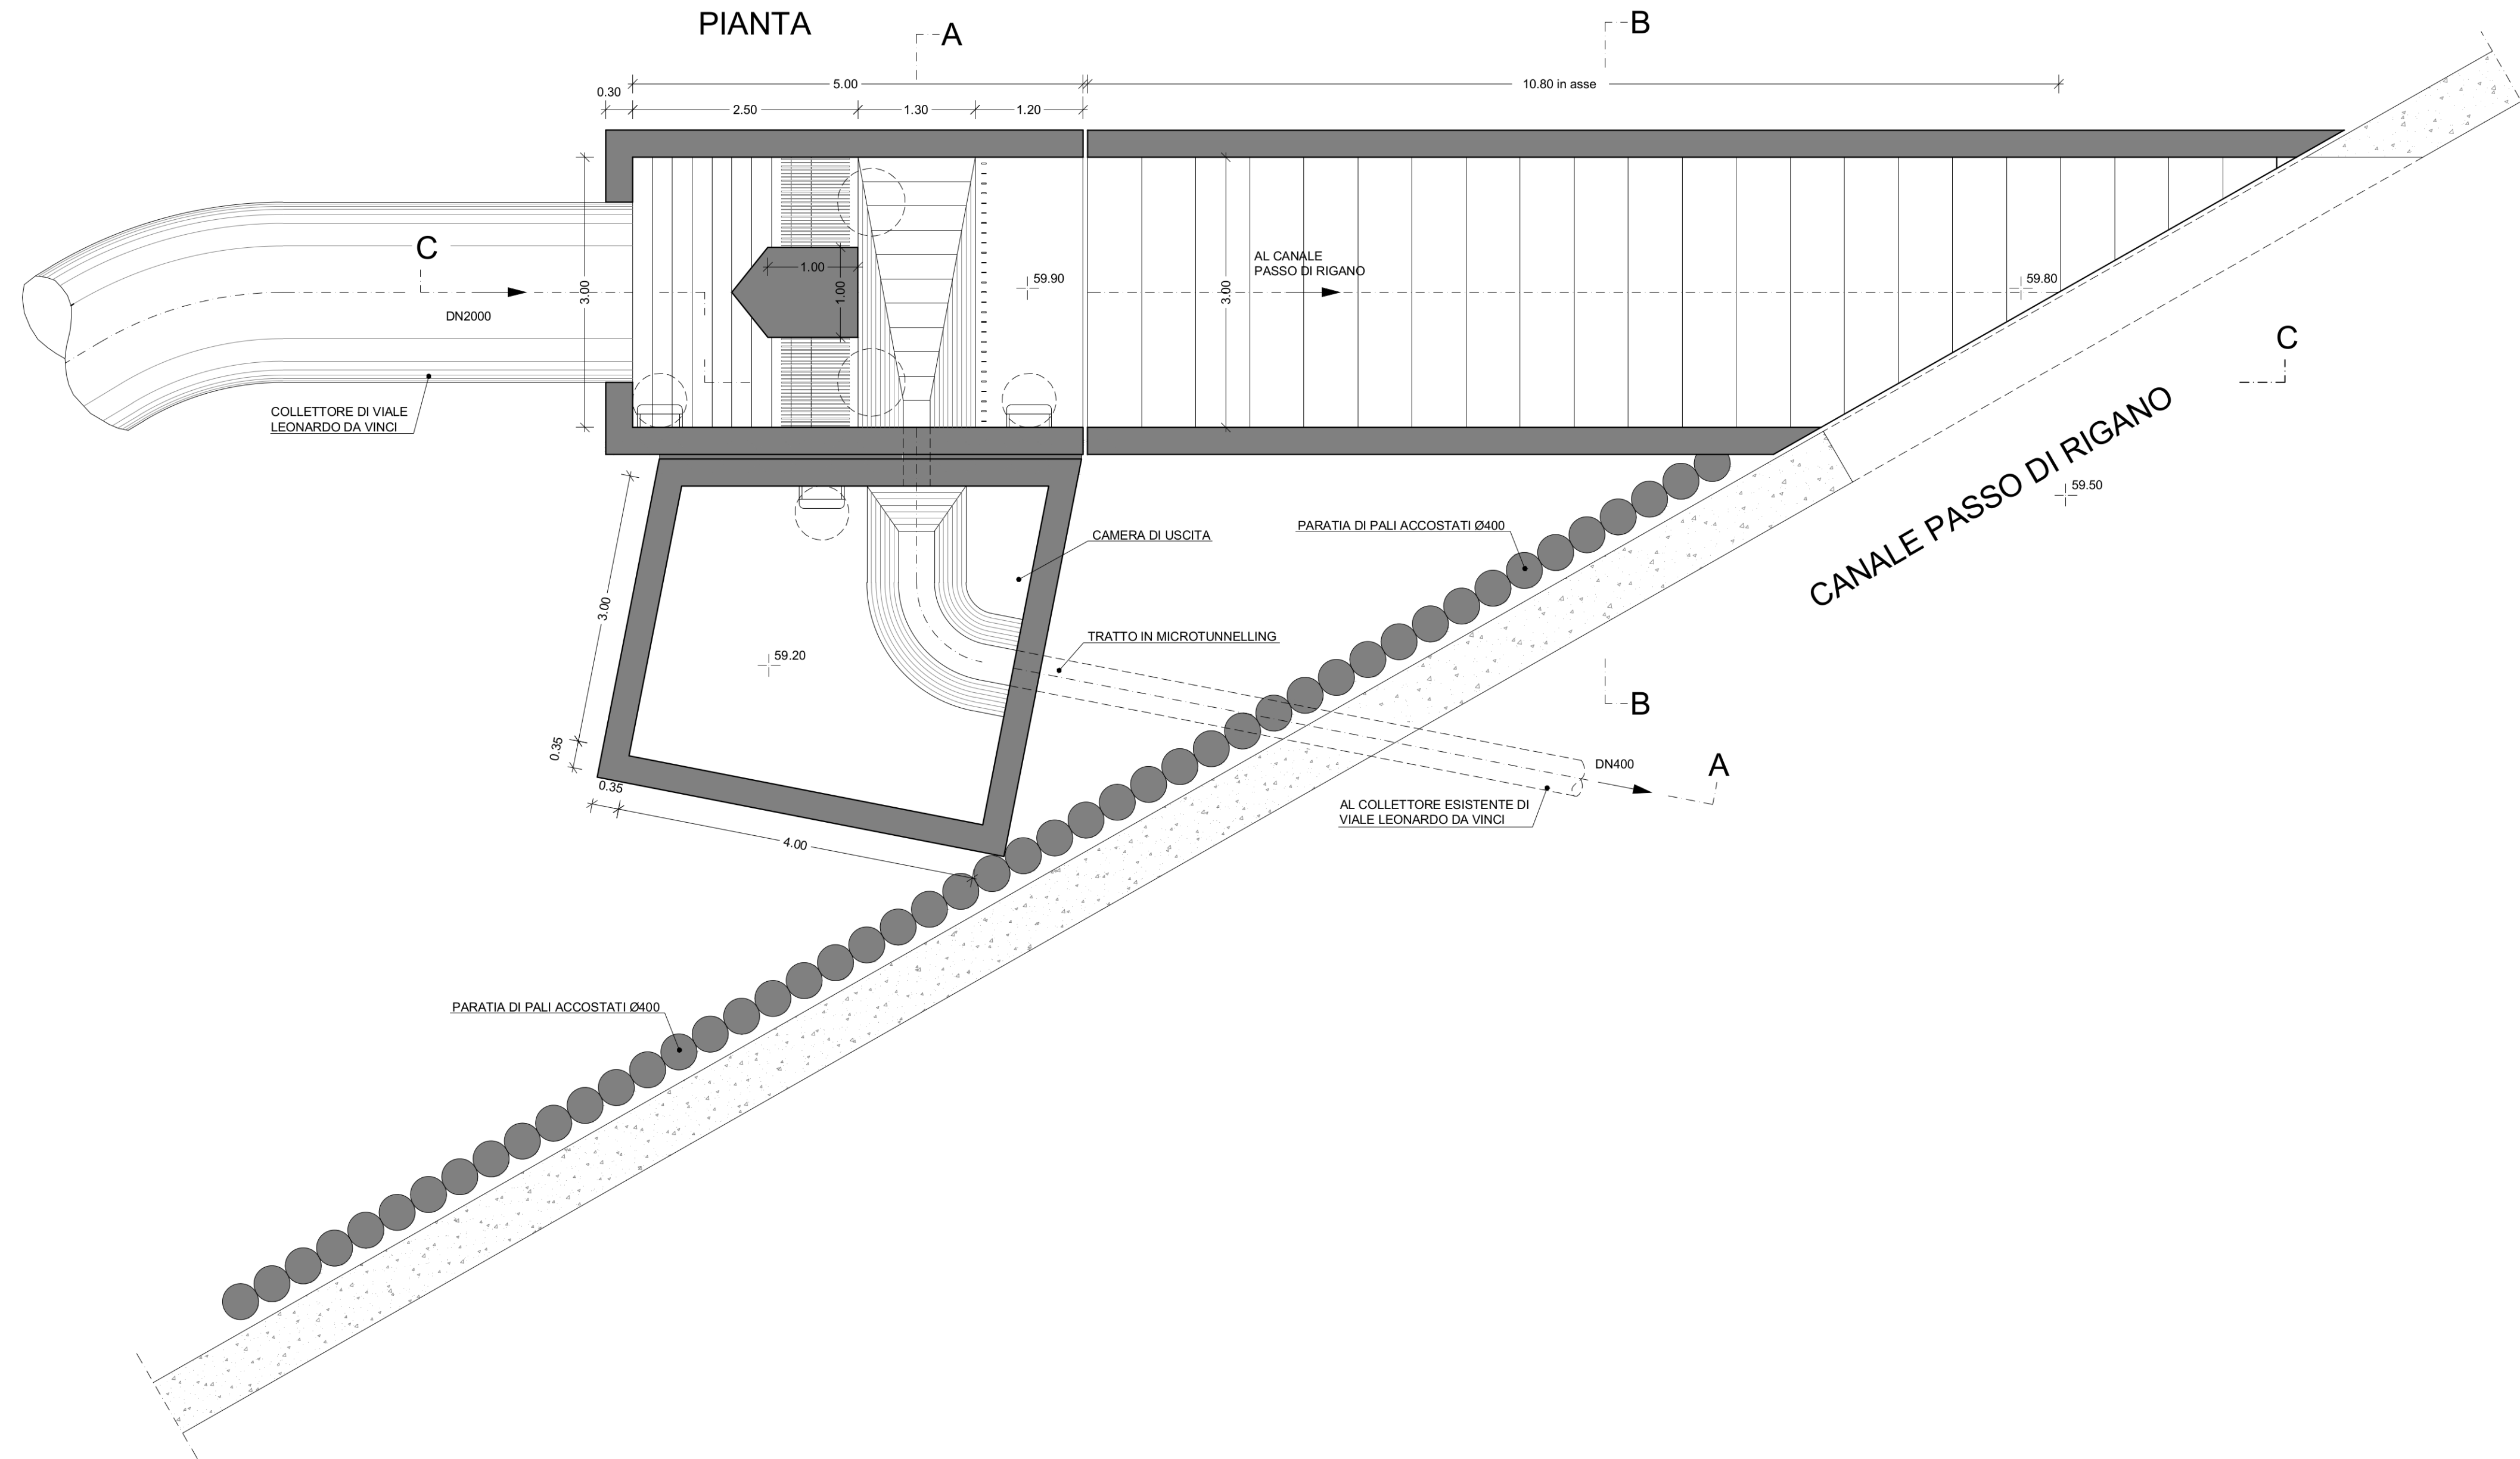 PIANTA
A
B
5.00
10.80 in asse
0.30
2.50
1.30
1.20
C
1.00
1.00
3.00
3.00
59.90
AL CANALE
PASSO DI RIGANO
59.80
DN2000
C
COLLETTORE DI VIALE
LEONARDO DA VINCI
CANALE PASSO DI RIGANO
59.50
PARATIA DI PALI ACCOSTATI Ø400
CAMERA DI USCITA
3.00
TRATTO IN MICROTUNNELLING
59.20
B
0.35
0.35
DN400
A
AL COLLETTORE ESISTENTE DI
VIALE LEONARDO DA VINCI
4.00
PARATIA DI PALI ACCOSTATI Ø400